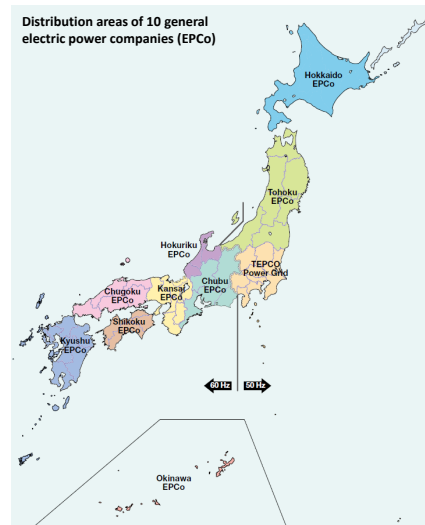 Distribution areas of 10 general
electric power companies (EPCo)
Hokkaido
EPCo
Tohoku
EPCo
Hokuriku
EPCo
TEPCO
Power Grid
Chubu
EPCo
Kansai
EPCo
Chugoku
EPCo
Shikoku
EPCo
Kyushu
EPCo
60 Hz
50 Hz
Okinawa
EPCo